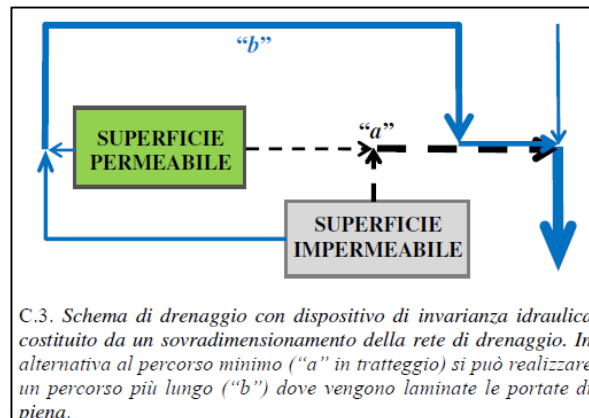 “b”
SUPERFICIE
PERMEABILE
“a”
SUPERFICIE
IMPERMEABILE
C.3. Schema di drenaggio con dispositivo di invarianza idraulica
costituito da un sovradimensionamento della rete di drenaggio. In
alternativa al percorso minimo (“a” in tratteggio) si può realizzare
un percorso più lungo (“b”) dove vengono laminate le portate di
piena.